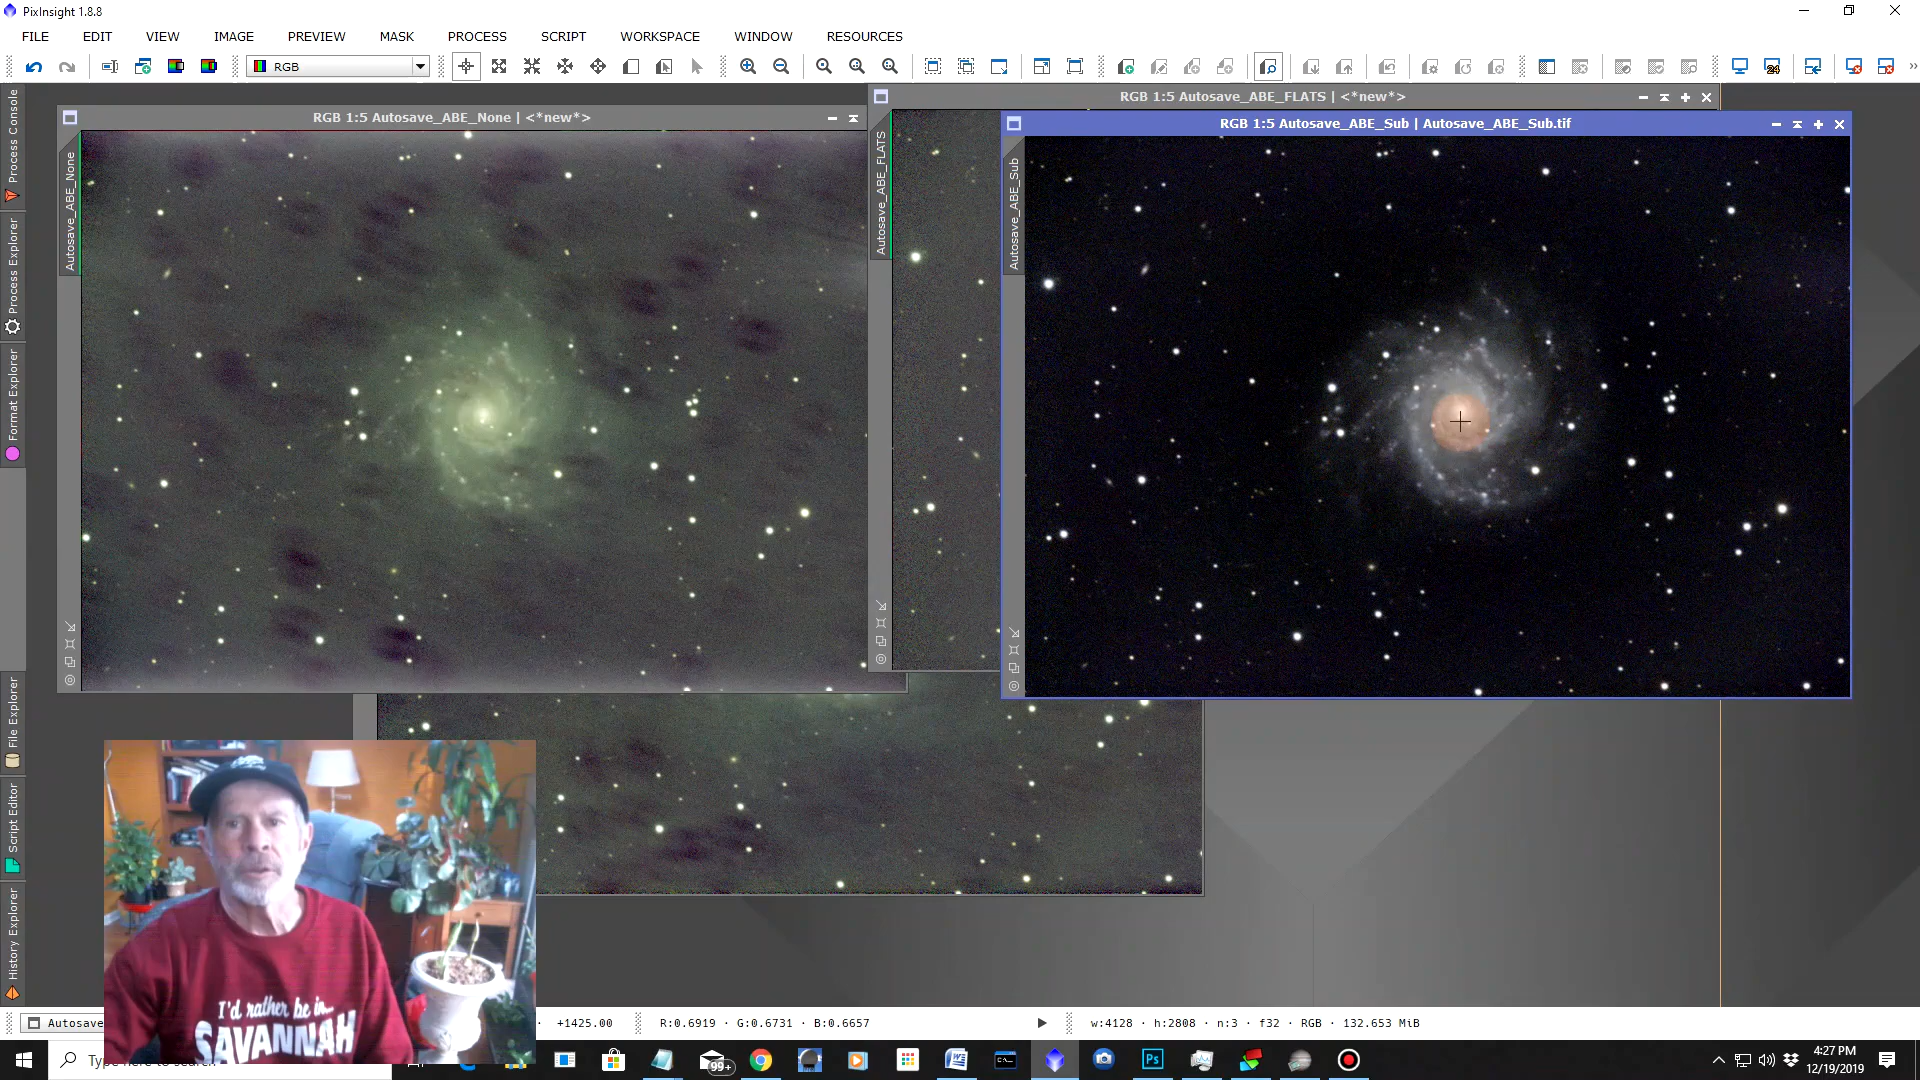 PixInsight 1.8.8
FILE EDIT VIEW IMAGE PREVIEW MASK PROCESS SCRIPT WORKSPACE WINDOW RESOURCES
RGB
24
Process Console
Process Explorer
Format Explorer
File Explorer
Script Editor
History Explorer
RGB 1:5 Autosave_ABE_None | <*new*>
Autosave_ABE_None
RGB 1:5 Autosave_ABE_FLATS | <*new*>
Autosave_ABE_FLATS
RGB 1:5 Autosave_ABE_Sub | Autosave_ABE_Sub.tif
Autosave_ABE_Sub
I'd rather be in...
SAVANNAH
Autosave
+1425.00
R:0.6919 · G:0.6731 · B:0.6657
w:4128 · h:2808 · n:3 · f32 · RGB · 132.653 MiB
99+
Ps
4:27 PM
12/19/2019